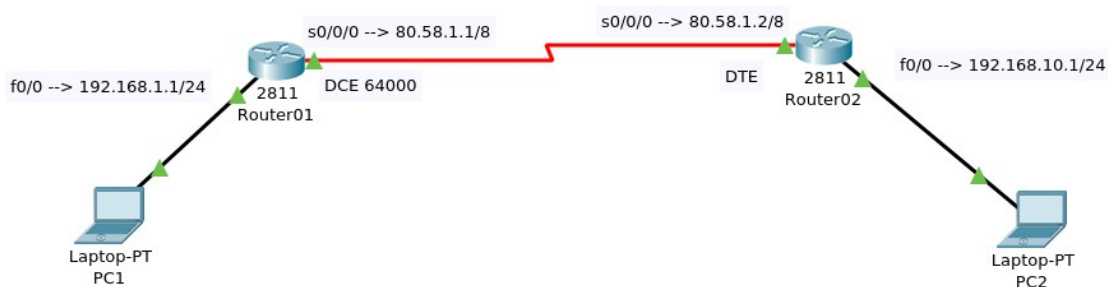 s0/0/0 --> 80.58.1.1/8
s0/0/0 --> 80.58.1.2/8
f0/0 --> 192.168.1.1/24
DCE 64000
2811
Router01
DTE
2811
Router02
f0/0 --> 192.168.10.1/24
Laptop-PT
PC1
Laptop-PT
PC2